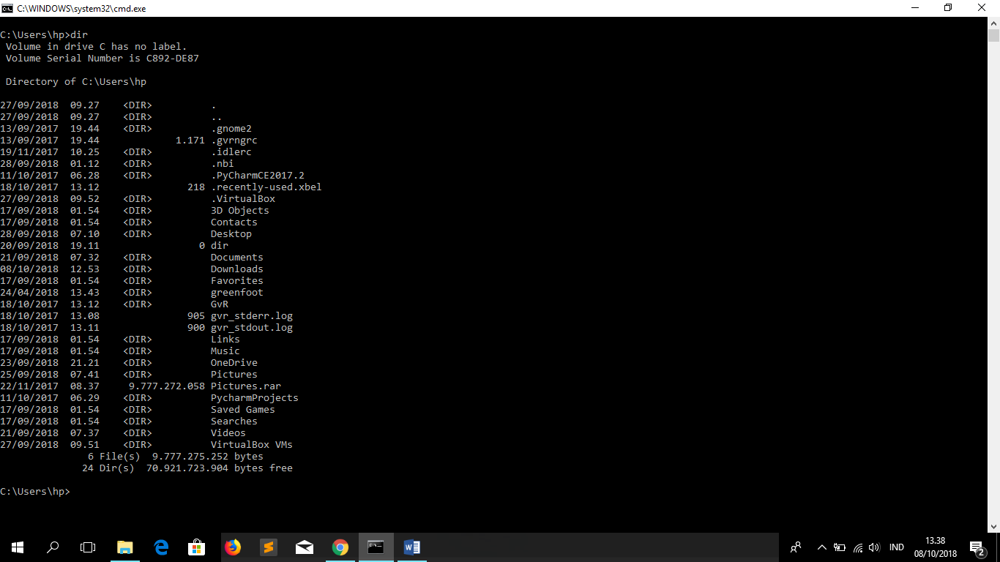 C:\WINDOWS\system32\cmd.exe
C:\Users\hp>dir
Volume in drive C has no label.
Volume Serial Number is C892-DE87
Directory of C:\Users\hp
27/09/2018  09.27    <DIR>          .
27/09/2018  09.27    <DIR>          ..
13/09/2017  19.44    <DIR>          .gnome2
13/09/2017  19.44             1.171 .gvrngrc
19/11/2017  10.25    <DIR>          .idlerc
28/09/2018  01.12    <DIR>          .nbi
11/10/2017  06.28    <DIR>          .PyCharmCE2017.2
18/10/2017  13.12               218 .recently-used.xbel
27/09/2018  09.52    <DIR>          .VirtualBox
17/09/2018  01.54    <DIR>          3D Objects
17/09/2018  01.54    <DIR>          Contacts
28/09/2018  07.10    <DIR>          Desktop
20/09/2018  19.11                 0 dir
21/09/2018  07.32    <DIR>          Documents
08/10/2018  12.53    <DIR>          Downloads
17/09/2018  01.54    <DIR>          Favorites
24/04/2018  13.43    <DIR>          greenfoot
18/10/2017  13.12    <DIR>          GvR
18/10/2017  13.08               905 gvr_stderr.log
18/10/2017  13.11               900 gvr_stdout.log
17/09/2018  01.54    <DIR>          Links
17/09/2018  01.54    <DIR>          Music
23/09/2018  21.21    <DIR>          OneDrive
25/09/2018  07.41    <DIR>          Pictures
22/11/2017  08.37     9.777.272.058 Pictures.rar
11/10/2017  06.29    <DIR>          PycharmProjects
17/09/2018  01.54    <DIR>          Saved Games
17/09/2018  01.54    <DIR>          Searches
21/09/2018  07.37    <DIR>          Videos
27/09/2018  09.51    <DIR>          VirtualBox VMs
6 File(s)  9.777.275.252 bytes
24 Dir(s)  70.921.723.904 bytes free
C:\Users\hp>
IND
13.38
08/10/2018
2